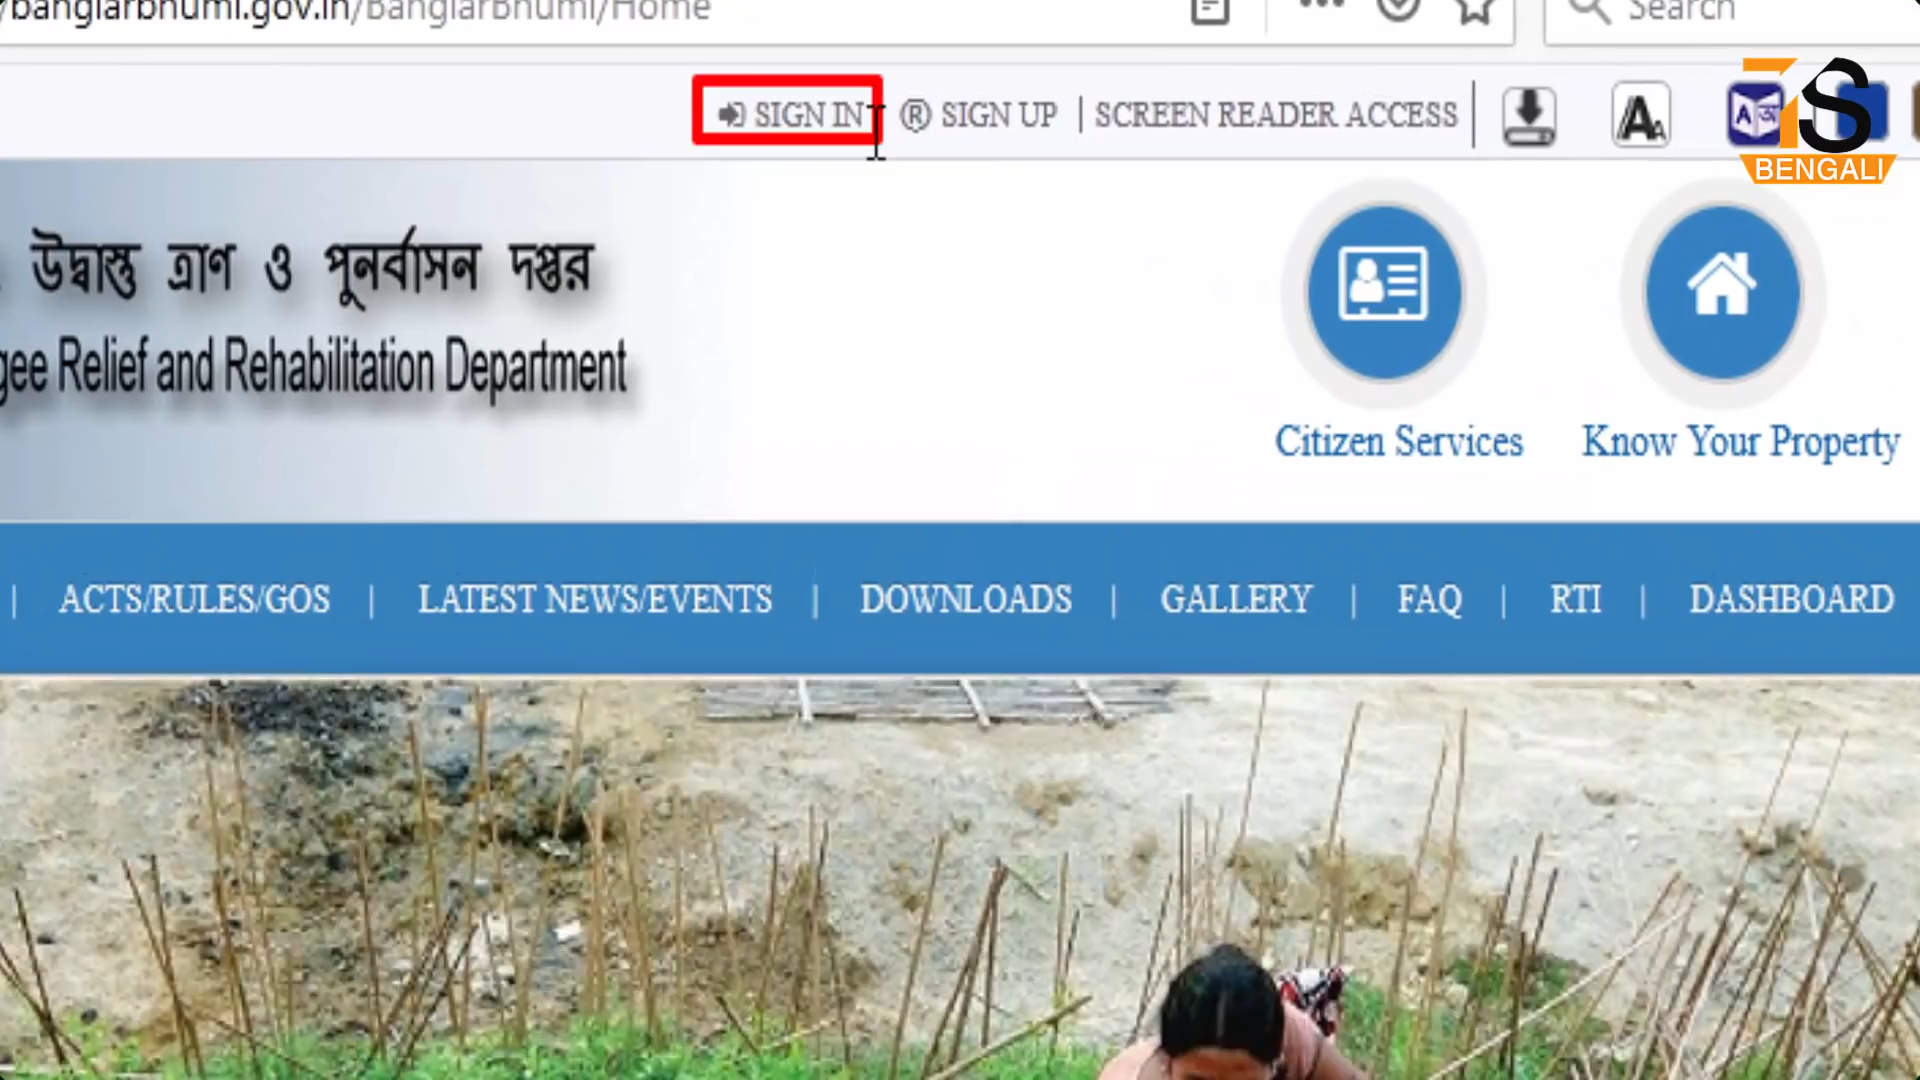 banglarbhumi.gov.in/BanglarBhumi/Home
Search
SIGN IN
® SIGN UP | SCREEN READER ACCESS
BENGALI
উদ্বাস্তু ত্রাণ ও পুনর্বাসন দপ্তর
gee Relief and Rehabilitation Department
Citizen Services
Know Your Property
| ACTS/RULES/GOS | LATEST NEWS/EVENTS | DOWNLOADS | GALLERY | FAQ | RTI | DASHBOARD